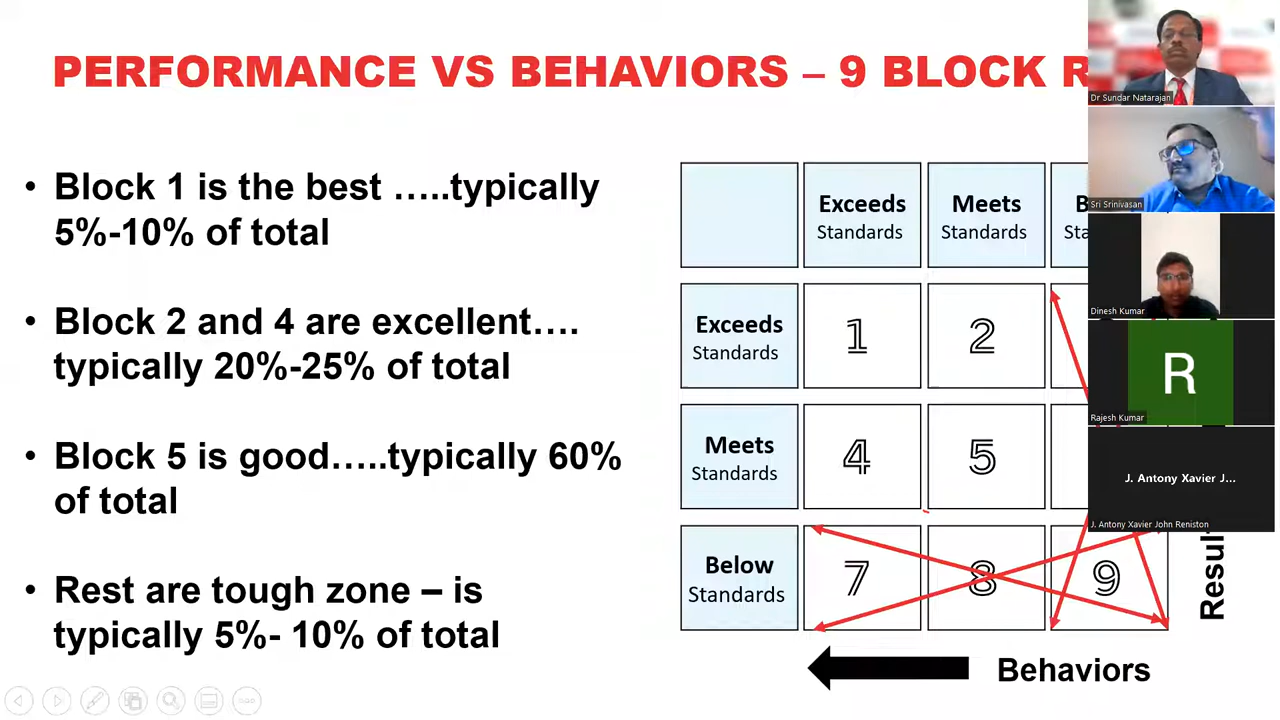 PERFORMANCE VS BEHAVIORS – 9 BLOCK
• Block 1 is the best …..typically
5%-10% of total
• Block 2 and 4 are excellent….
typically 20%-25% of total
• Block 5 is good…..typically 60%
of total
• Rest are tough zone – is
typically 5%- 10% of total
Exceeds
Standards
Meets
Standards
Exceeds
Standards
1
2
Meets
Standards
4
5
Below
Standards
7
8
9
Behaviors
Dr Sundar Natarajan
Sri Srinivasan
Dinesh Kumar
R
Rajesh Kumar
J. Antony Xavier J...
J. Antony Xavier John Reniston